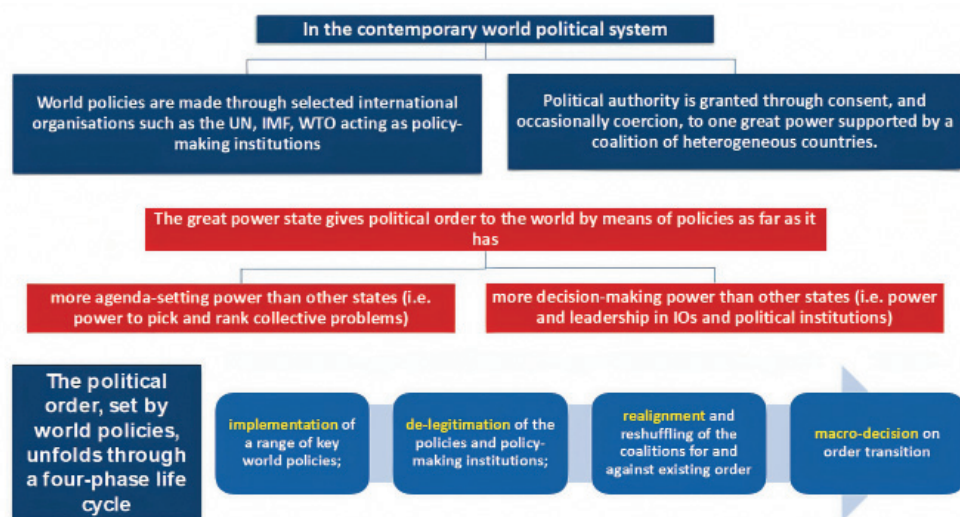 In the contemporary world political system
World policies are made through selected international
organisations such as the UN, IMF, WTO acting as policy-
making institutions
Political authority is granted through consent, and
occasionally coercion, to one great power supported by a
coalition of heterogeneous countries.
The great power state gives political order to the world by means of policies as far as it
has
more agenda-setting power than other states (i.e.
power to pick and rank collective problems)
more decision-making power than other states (i.e. power
and leadership in IOs and political institutions)
The political
order, set by
world policies,
unfolds through
a four-phase life
cycle
implementation of
a range of key
world policies;
de-legitimation of the
policies and policy-
making institutions;
realignment and
reshuffling of the
coalitions for and
against existing order
macro-decision on
order transition